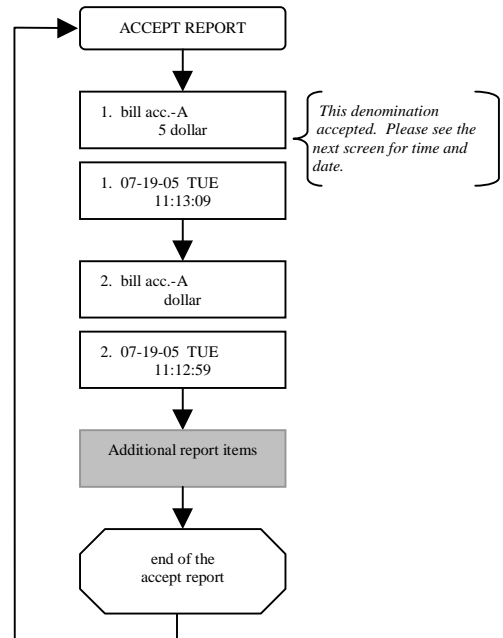 ACCEPT REPORT
1. bill acc.-A
5 dollar
This denomination
accepted. Please see the
next screen for time and
date.
1. 07-19-05 TUE
11:13:09
2. bill acc.-A
dollar
2. 07-19-05 TUE
11:12:59
Additional report items
end of the
accept report